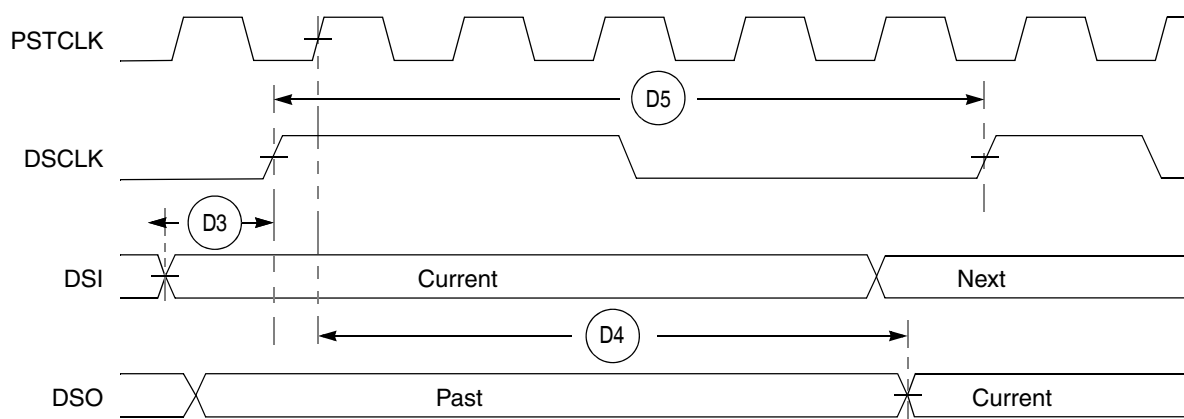 PSTCLK
D5
DSCLK
D3
DSI Current Next
D4
DSO Past Current